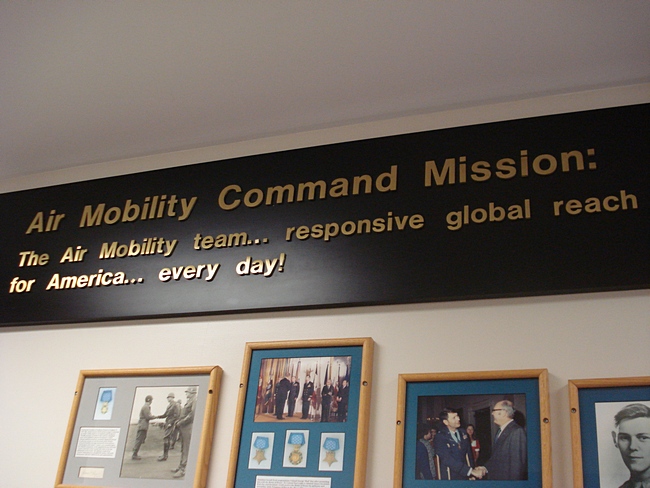 Air Mobility Command Mission:
The Air Mobility team... responsive global reach
for America... every day!